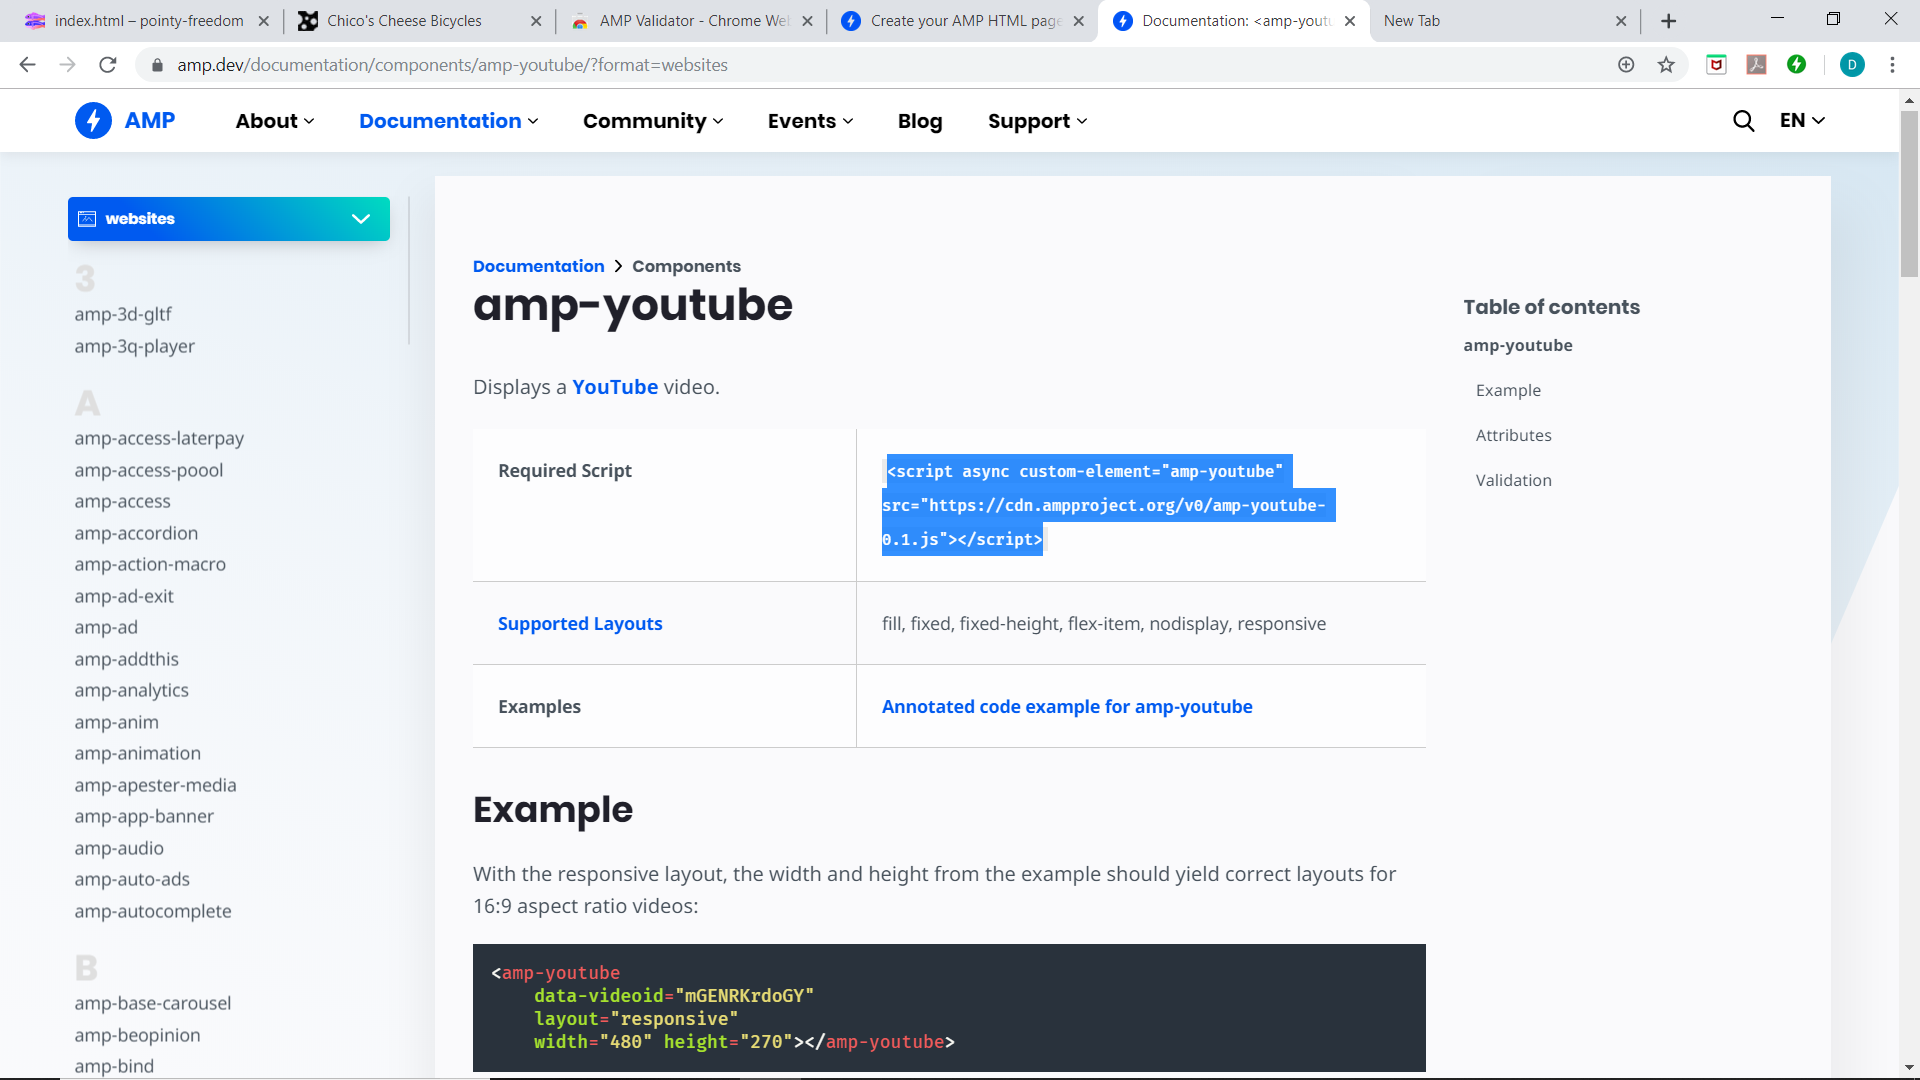 index.html – pointy-freedom
Chico's Cheese Bicycles
AMP Validator - Chrome We
Create your AMP HTML page
Documentation: <amp-youtu
New Tab
amp.dev/documentation/components/amp-youtube/?format=websites
D
AMP
About
Documentation
Community
Events
Blog
Support
EN
websites
3
amp-3d-gltf
amp-3q-player
A
amp-access-laterpay
amp-access-poool
amp-access
amp-accordion
amp-action-macro
amp-ad-exit
amp-ad
amp-addthis
amp-analytics
amp-anim
amp-animation
amp-apester-media
amp-app-banner
amp-audio
amp-auto-ads
amp-autocomplete
B
amp-base-carousel
amp-beopinion
amp-bind
Documentation > Components
amp-youtube
Displays a YouTube video.
Required Script
<script async custom-element="amp-youtube"
src="https://cdn.ampproject.org/v0/amp-youtube-
0.1.js"></script>
Supported Layouts
fill, fixed, fixed-height, flex-item, nodisplay, responsive
Examples
Annotated code example for amp-youtube
Example
With the responsive layout, the width and height from the example should yield correct layouts for
16:9 aspect ratio videos:
<amp-youtube
data-videoid="mGENRKrdoGY"
layout="responsive"
width="480" height="270"></amp-youtube>
Table of contents
amp-youtube
Example
Attributes
Validation